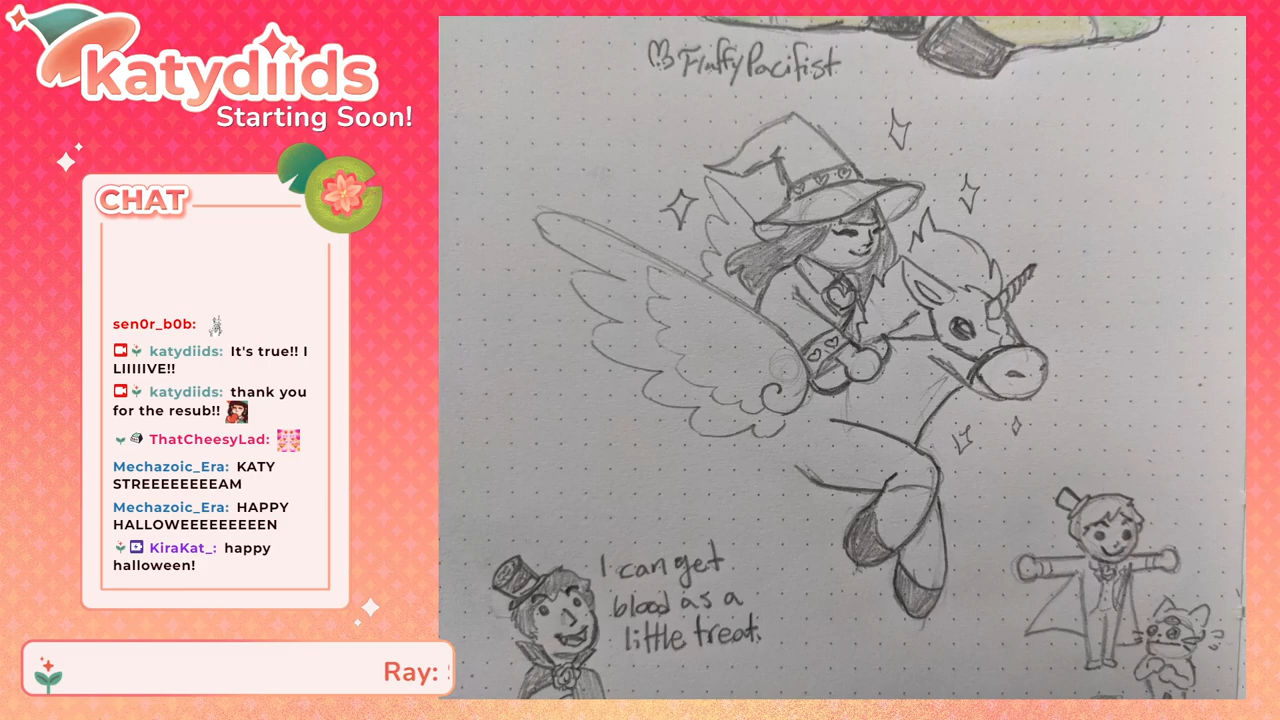 Katydiids
Starting Soon!
CHAT
sen0r_b0b:
katydiids: It's true!! I
LIIIIIVE!!
katydiids: thank you
for the resub!!
ThatCheesyLad:
Mechazoic_Era: KATY
STREEEEEEEEAM
Mechazoic_Era: HAPPY
HALLOWEEEEEEEEEN
KiraKat_: happy
halloween!
Ray:
FluffyPacifist
I can get
blood as a
little treat.